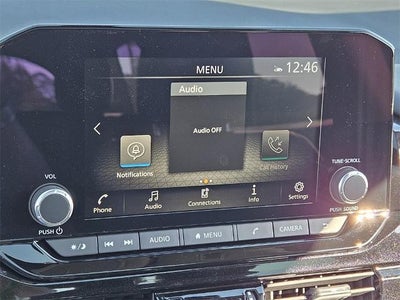 MENU
12:46
Audio
Audio OFF
Notifications
Call History
VOL
PUSH
TUNE·SCROLL
PUSH SOUND
Phone
Audio
Connections
Info
Settings
AUDIO
MENU
CAMERA